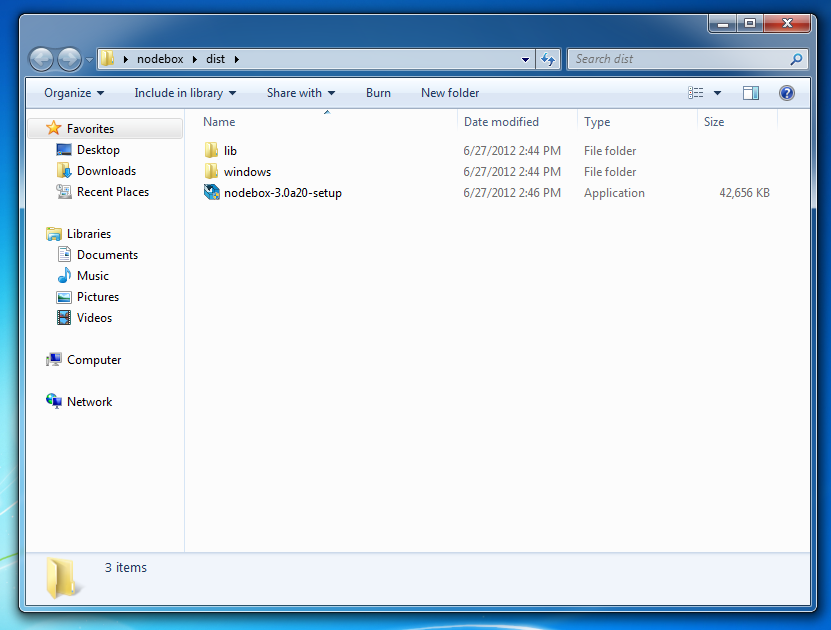 nodebox dist Search dist
Organize Include in library Share with Burn New folder
Name Date modified Type Size
Favorites
Desktop
Downloads
Recent Places
Libraries
Documents
Music
Pictures
Videos
Computer
Network
lib 6/27/2012 2:44 PM File folder
windows 6/27/2012 2:44 PM File folder
nodebox-3.0a20-setup 6/27/2012 2:46 PM Application 42,656 KB
3 items